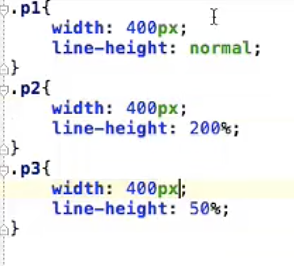 .p1{
width: 400px;
line-height: normal;
}
.p2{
width: 400px;
line-height: 200%;
}
.p3{
width: 400px;
line-height: 50%;
}